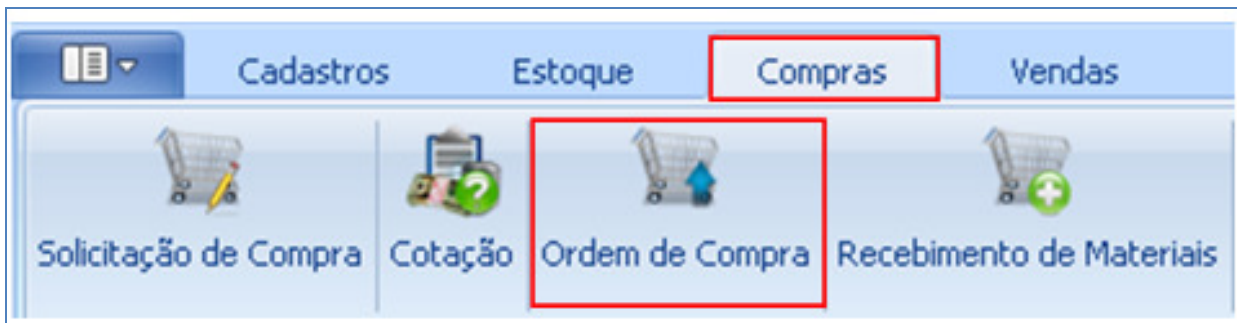 Cadastros Estoque Compras Vendas
Solicitação de Compra Cotação Ordem de Compra Recebimento de Materiais